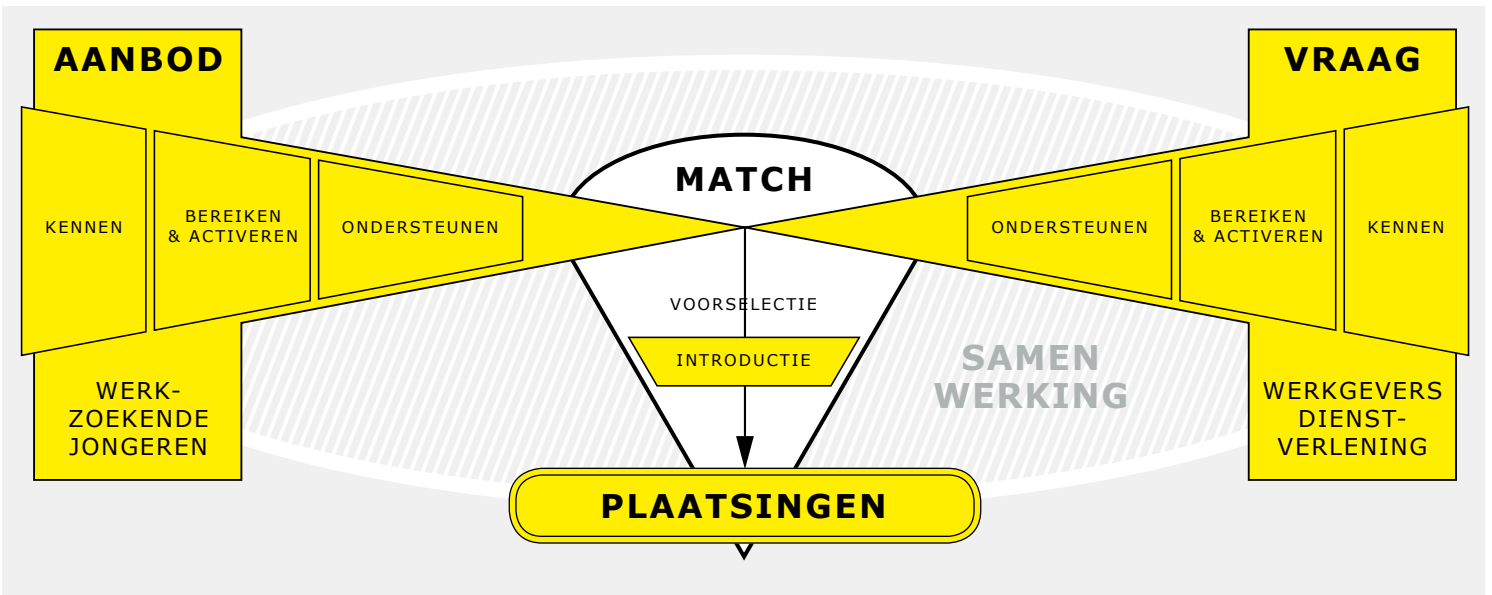 AANBOD
KENNEN
BEREIKEN
& ACTIVEREN
ONDERSTEUNEN
WERK-
ZOEKENDE
JONGEREN
MATCH
VOORSELECTIE
INTRODUCTIE
PLAATSINGEN
SAMEN
WERKING
VRAAG
ONDERSTEUNEN
BEREIKEN
& ACTIVEREN
KENNEN
WERKGEVERS
DIENST-
VERLENING